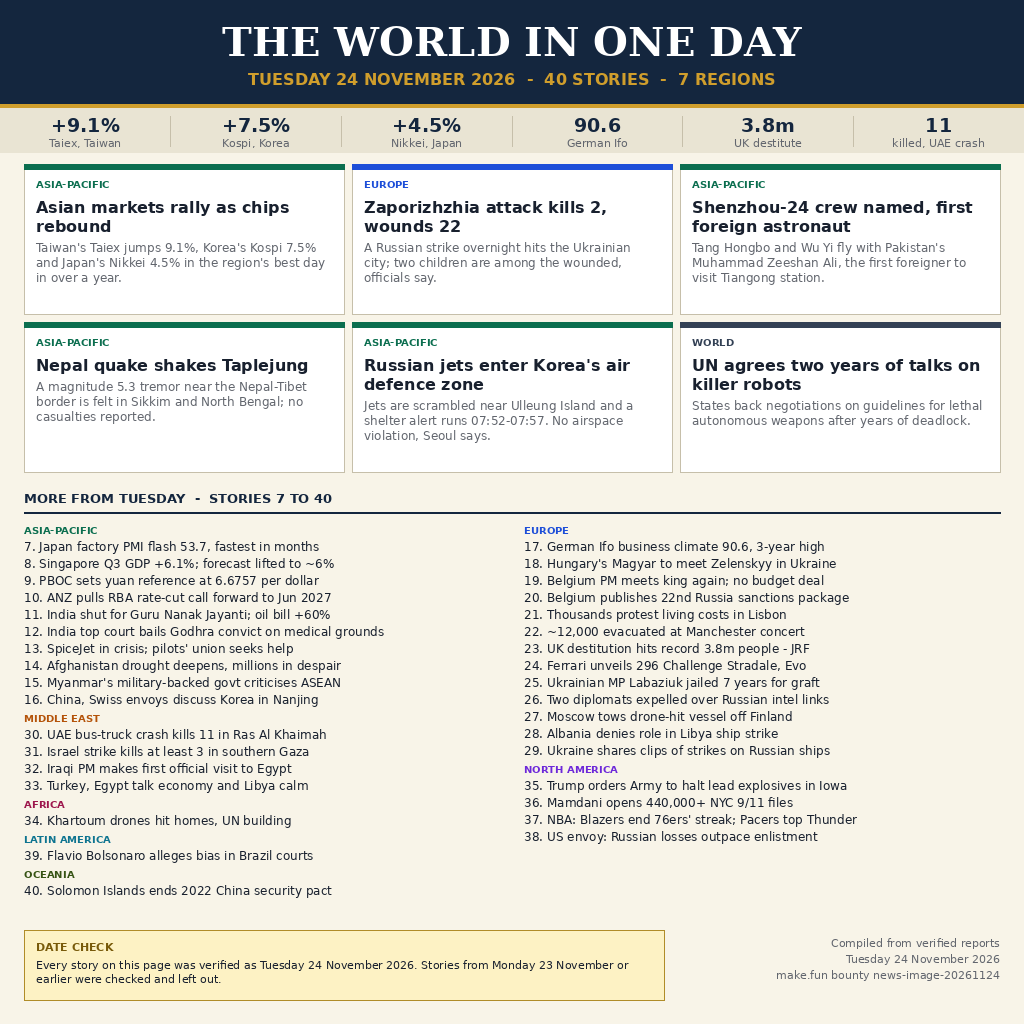 THE WORLD IN ONE DAY
TUESDAY 24 NOVEMBER 2026 - 40 STORIES - 7 REGIONS
+9.1%
Taiex, Taiwan
+7.5%
Kospi, Korea
+4.5%
Nikkei, Japan
90.6
German Ifo
3.8m
UK destitute
11
killed, UAE crash
ASIA-PACIFIC
Asian markets rally as chips
rebound
Taiwan's Taiex jumps 9.1%, Korea's Kospi 7.5%
and Japan's Nikkei 4.5% in the region's best day
in over a year.
EUROPE
Zaporizhzhia attack kills 2,
wounds 22
A Russian strike overnight hits the Ukrainian
city; two children are among the wounded,
officials say.
ASIA-PACIFIC
Shenzhou-24 crew named, first
foreign astronaut
Tang Hongbo and Wu Yi fly with Pakistan's
Muhammad Zeeshan Ali, the first foreigner to
visit Tiangong station.
ASIA-PACIFIC
Nepal quake shakes Taplejung
A magnitude 5.3 tremor near the Nepal-Tibet
border is felt in Sikkim and North Bengal; no
casualties reported.
ASIA-PACIFIC
Russian jets enter Korea's air
defence zone
Jets are scrambled near Ulleung Island and a
shelter alert runs 07:52-07:57. No airspace
violation, Seoul says.
WORLD
UN agrees two years of talks on
killer robots
States back negotiations on guidelines for lethal
autonomous weapons after years of deadlock.
MORE FROM TUESDAY - STORIES 7 TO 40
ASIA-PACIFIC
7. Japan factory PMI flash 53.7, fastest in months
8. Singapore Q3 GDP +6.1%; forecast lifted to ~6%
9. PBOC sets yuan reference at 6.6757 per dollar
10. ANZ pulls RBA rate-cut call forward to Jun 2027
11. India shut for Guru Nanak Jayanti; oil bill +60%
12. India top court bails Godhra convict on medical grounds
13. SpiceJet in crisis; pilots' union seeks help
14. Afghanistan drought deepens, millions in despair
15. Myanmar's military-backed govt criticises ASEAN
16. China, Swiss envoys discuss Korea in Nanjing
MIDDLE EAST
30. UAE bus-truck crash kills 11 in Ras Al Khaimah
31. Israel strike kills at least 3 in southern Gaza
32. Iraqi PM makes first official visit to Egypt
33. Turkey, Egypt talk economy and Libya calm
AFRICA
34. Khartoum drones hit homes, UN building
LATIN AMERICA
39. Flavio Bolsonaro alleges bias in Brazil courts
OCEANIA
40. Solomon Islands ends 2022 China security pact
EUROPE
17. German Ifo business climate 90.6, 3-year high
18. Hungary's Magyar to meet Zelenskyy in Ukraine
19. Belgium PM meets king again; no budget deal
20. Belgium publishes 22nd Russia sanctions package
21. Thousands protest living costs in Lisbon
22. ~12,000 evacuated at Manchester concert
23. UK destitution hits record 3.8m people - JRF
24. Ferrari unveils 296 Challenge Stradale, Evo
25. Ukrainian MP Labaziuk jailed 7 years for graft
26. Two diplomats expelled over Russian intel links
27. Moscow tows drone-hit vessel off Finland
28. Albania denies role in Libya ship strike
29. Ukraine shares clips of strikes on Russian ships
NORTH AMERICA
35. Trump orders Army to halt lead explosives in Iowa
36. Mamdani opens 440,000+ NYC 9/11 files
37. NBA: Blazers end 76ers' streak; Pacers top Thunder
38. US envoy: Russian losses outpace enlistment
DATE CHECK
Every story on this page was verified as Tuesday 24 November 2026. Stories from Monday 23 November or
earlier were checked and left out.
Compiled from verified reports
Tuesday 24 November 2026
make.fun bounty news-image-20261124